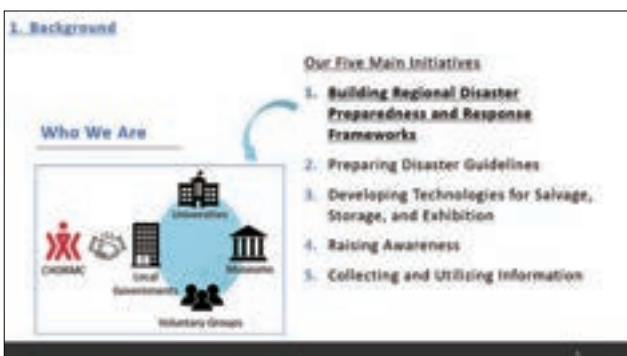 1. Background
Our Five Main Initiatives
1. Building Regional Disaster
Preparedness and Response
Frameworks
2. Preparing Disaster Guidelines
3. Developing Technologies for Salvage,
Storage, and Exhibition
4. Raising Awareness
5. Collecting and Utilizing Information
Who We Are
Universities
Local
Governments
Museums
Voluntary Groups